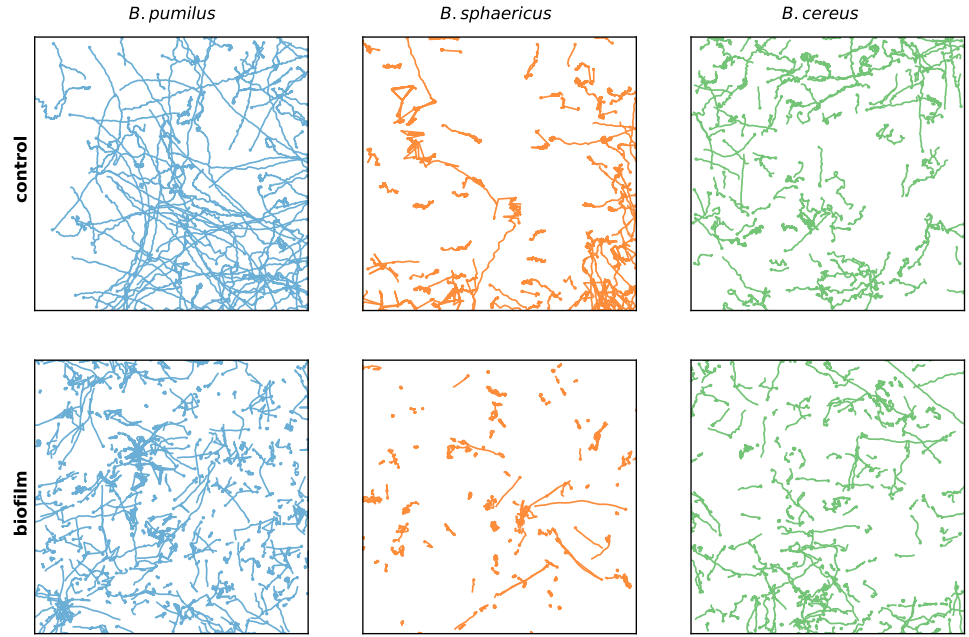 B. pumilus
B. sphaericus
B. cereus
control
biofilm